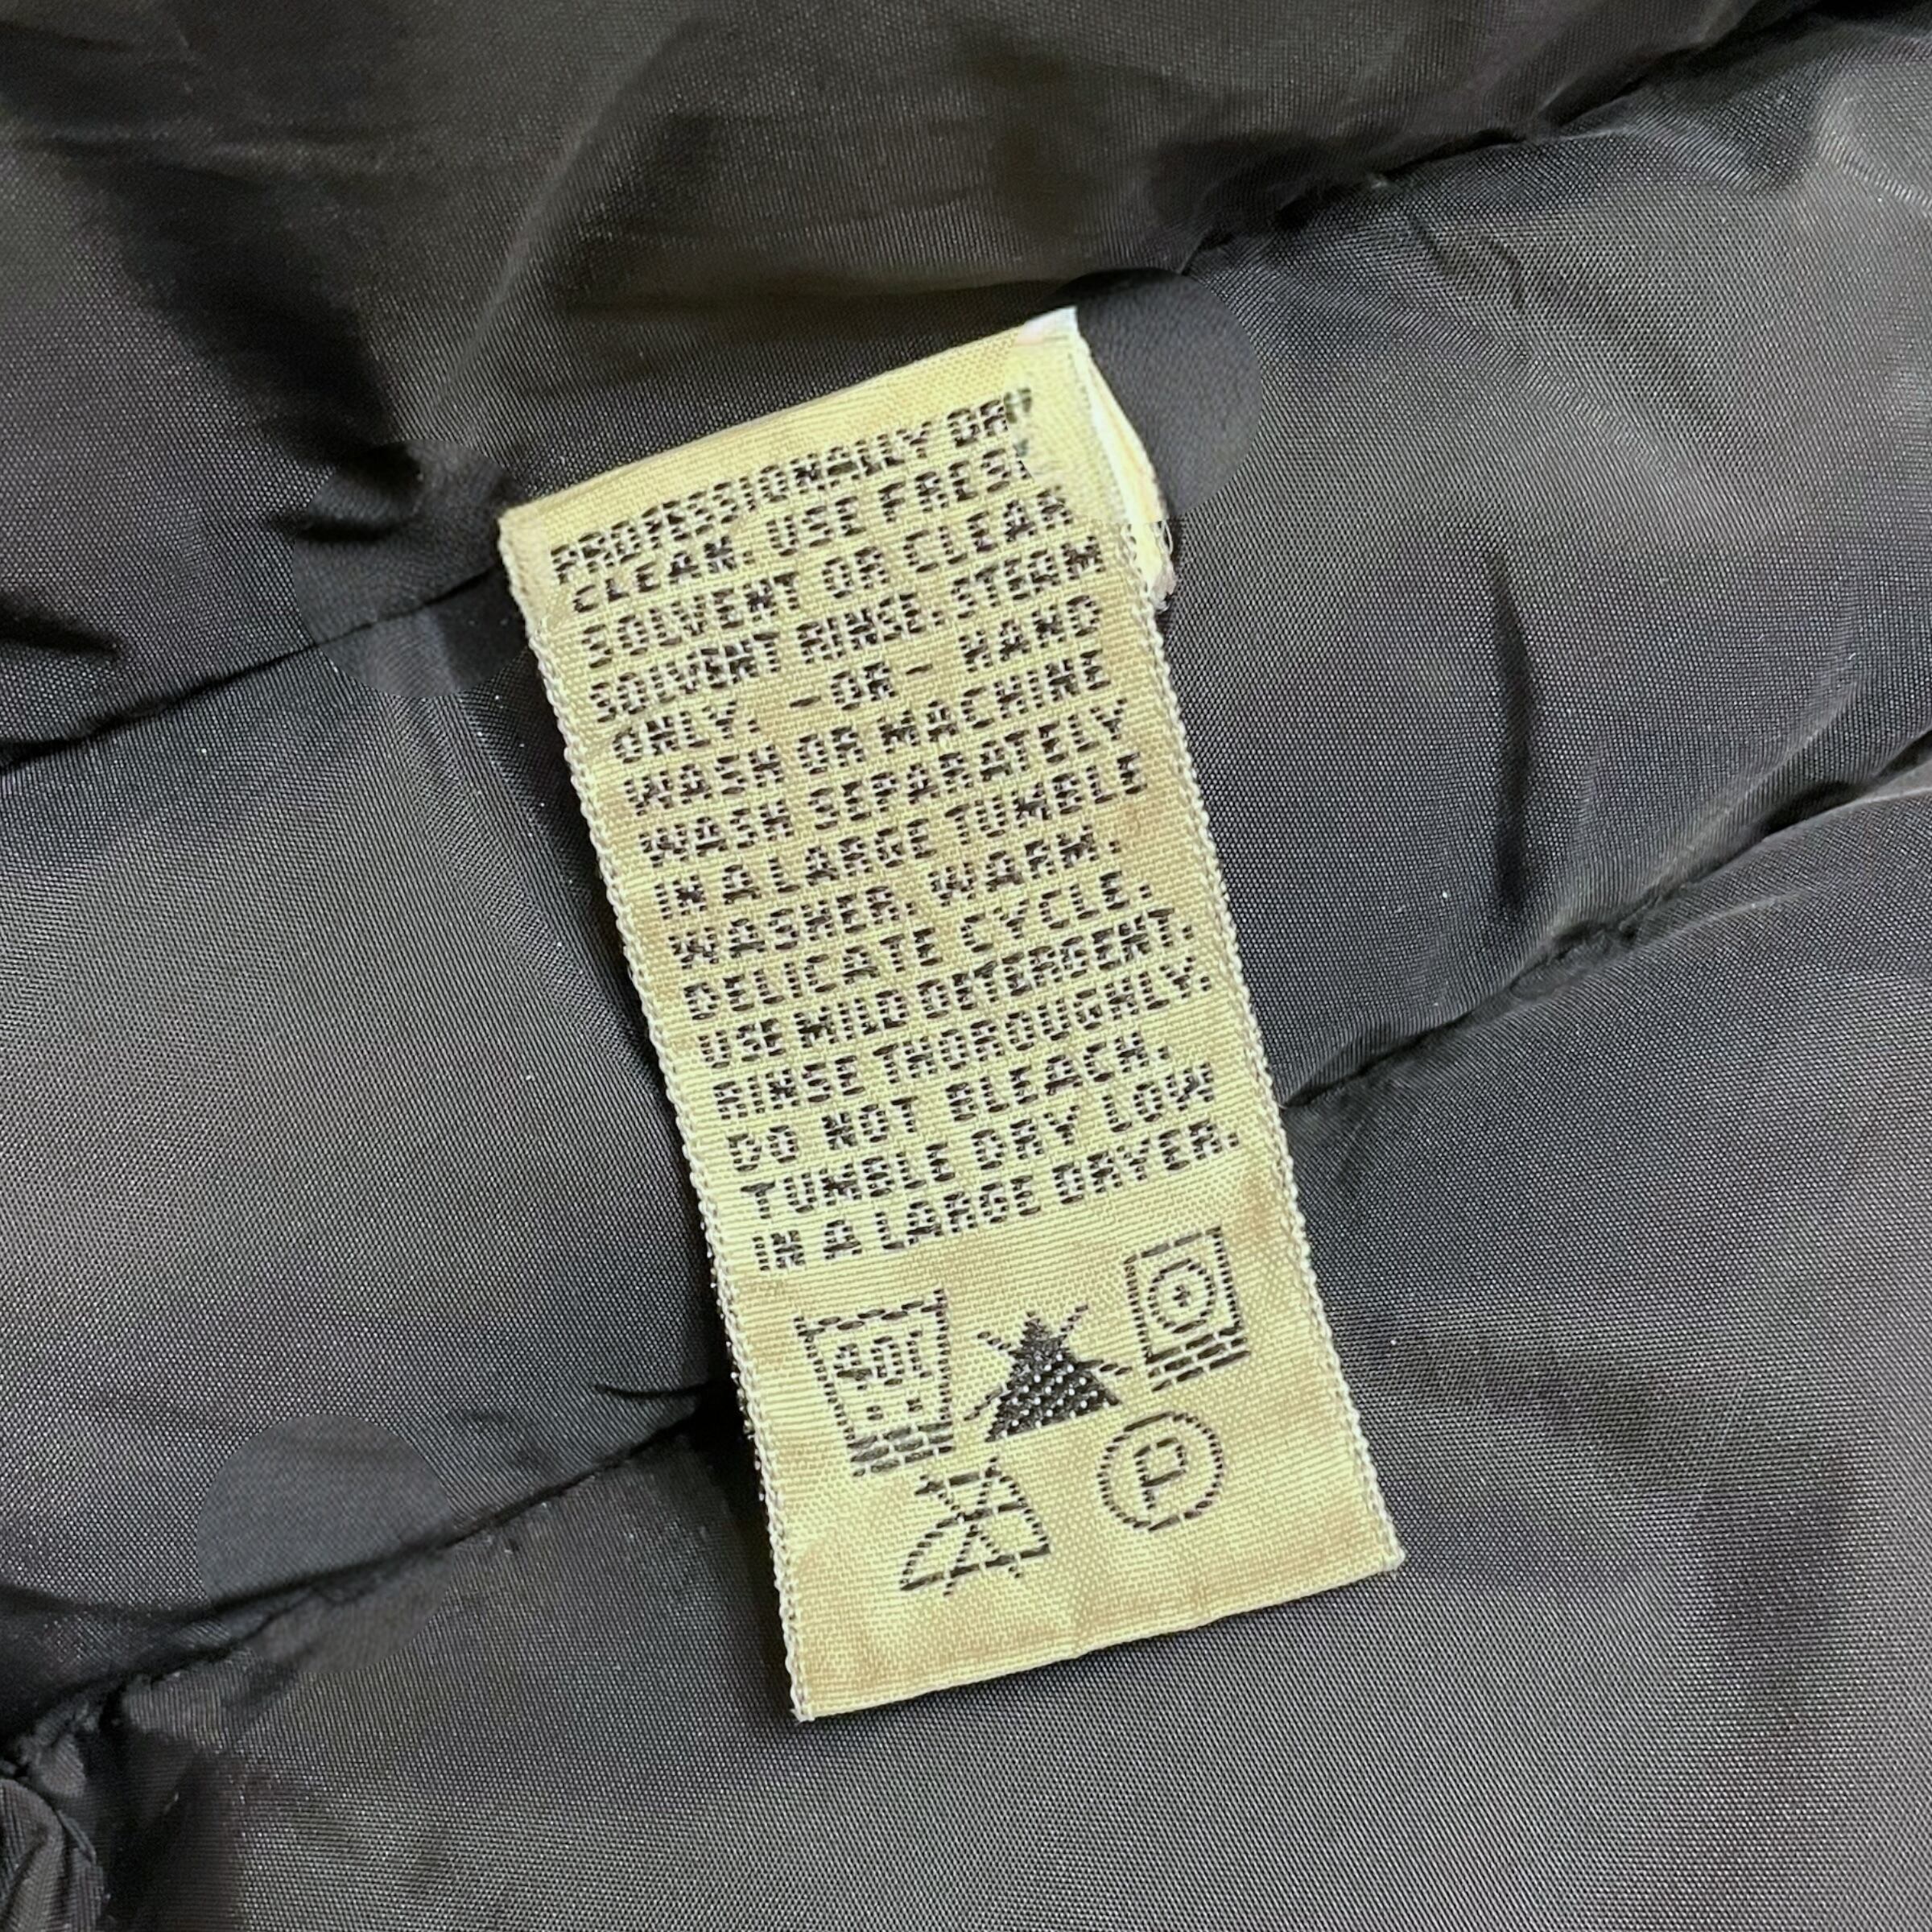 PROFESSIONALLY DRY
CLEAN. USE FRESH
SOLVENT OR CLEAR
SOLVENT RINSE. STEAM
ONLY. -OR- HAND
WASH OR MACHINE
WASH SEPARATELY
IN A LARGE TUMBLE
WASHER. WARM.
DELICATE CYCLE.
USE MILD DETERGENT.
RINSE THOROUGHLY.
DO NOT BLEACH.
TUMBLE DRY LOW
IN A LARGE DRYER.
P